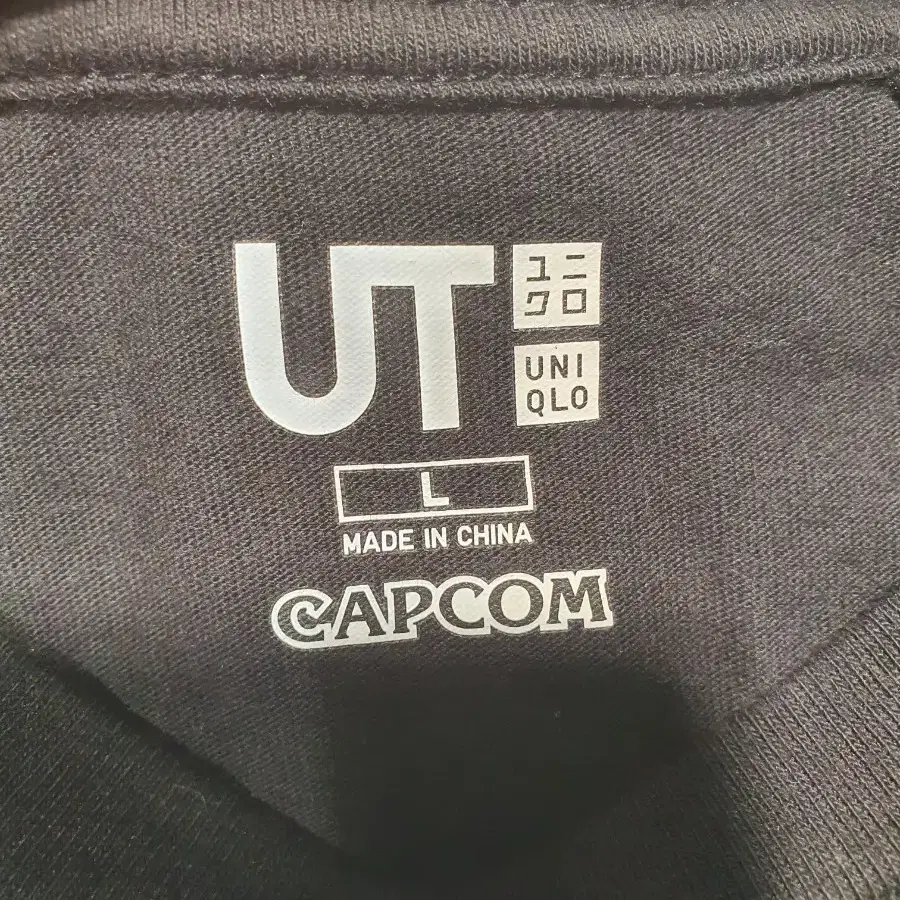 UT
ユニ
クロ
UNI
QLO
L
MADE IN CHINA
CAPCOM